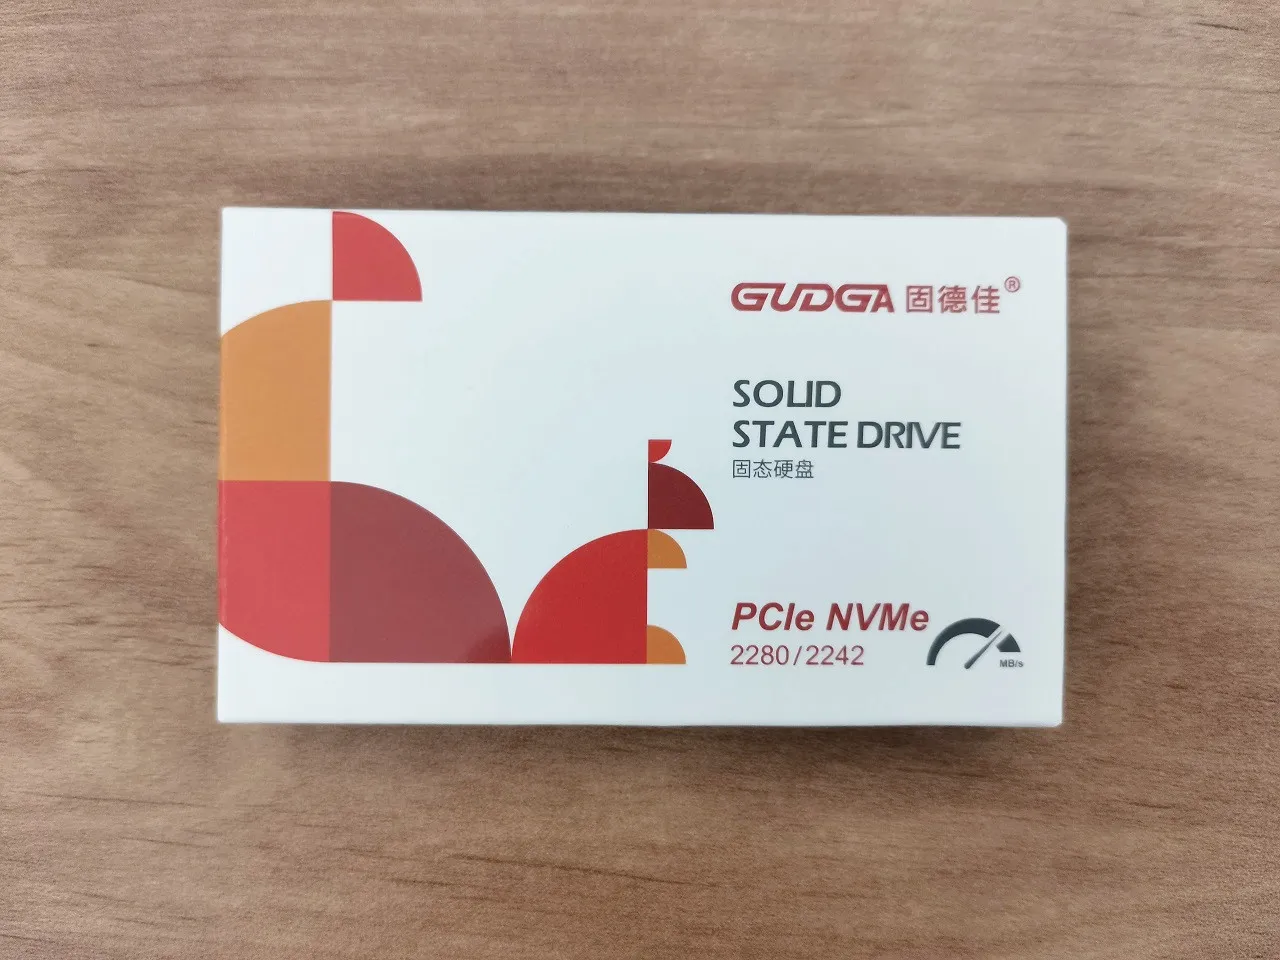 GUDGA 固德佳®
SOLID
STATE DRIVE
固态硬盘
PCIe NVMe
2280/2242
MB/s